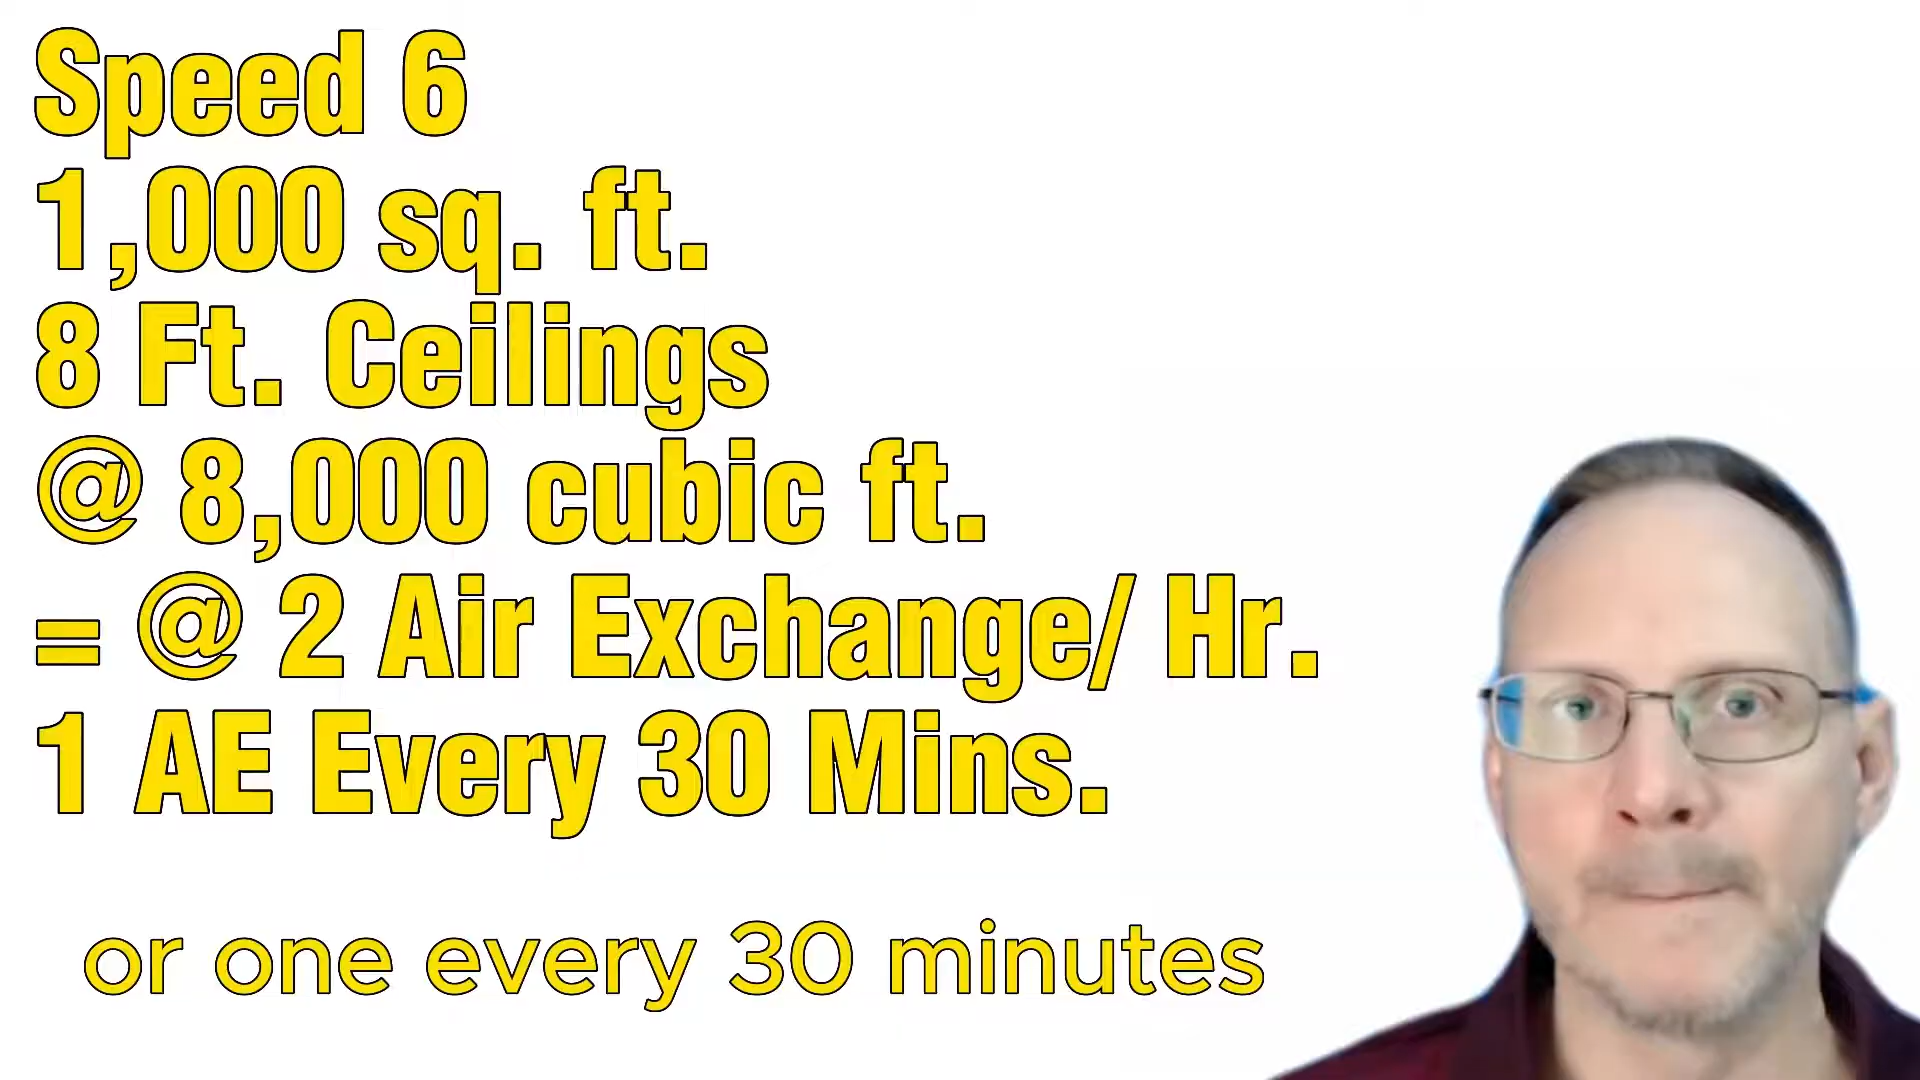 Speed 6
1,000 sq. ft.
8 Ft. Ceilings
@ 8,000 cubic ft.
= @ 2 Air Exchange/ Hr.
1 AE Every 30 Mins.
or one every 30 minutes